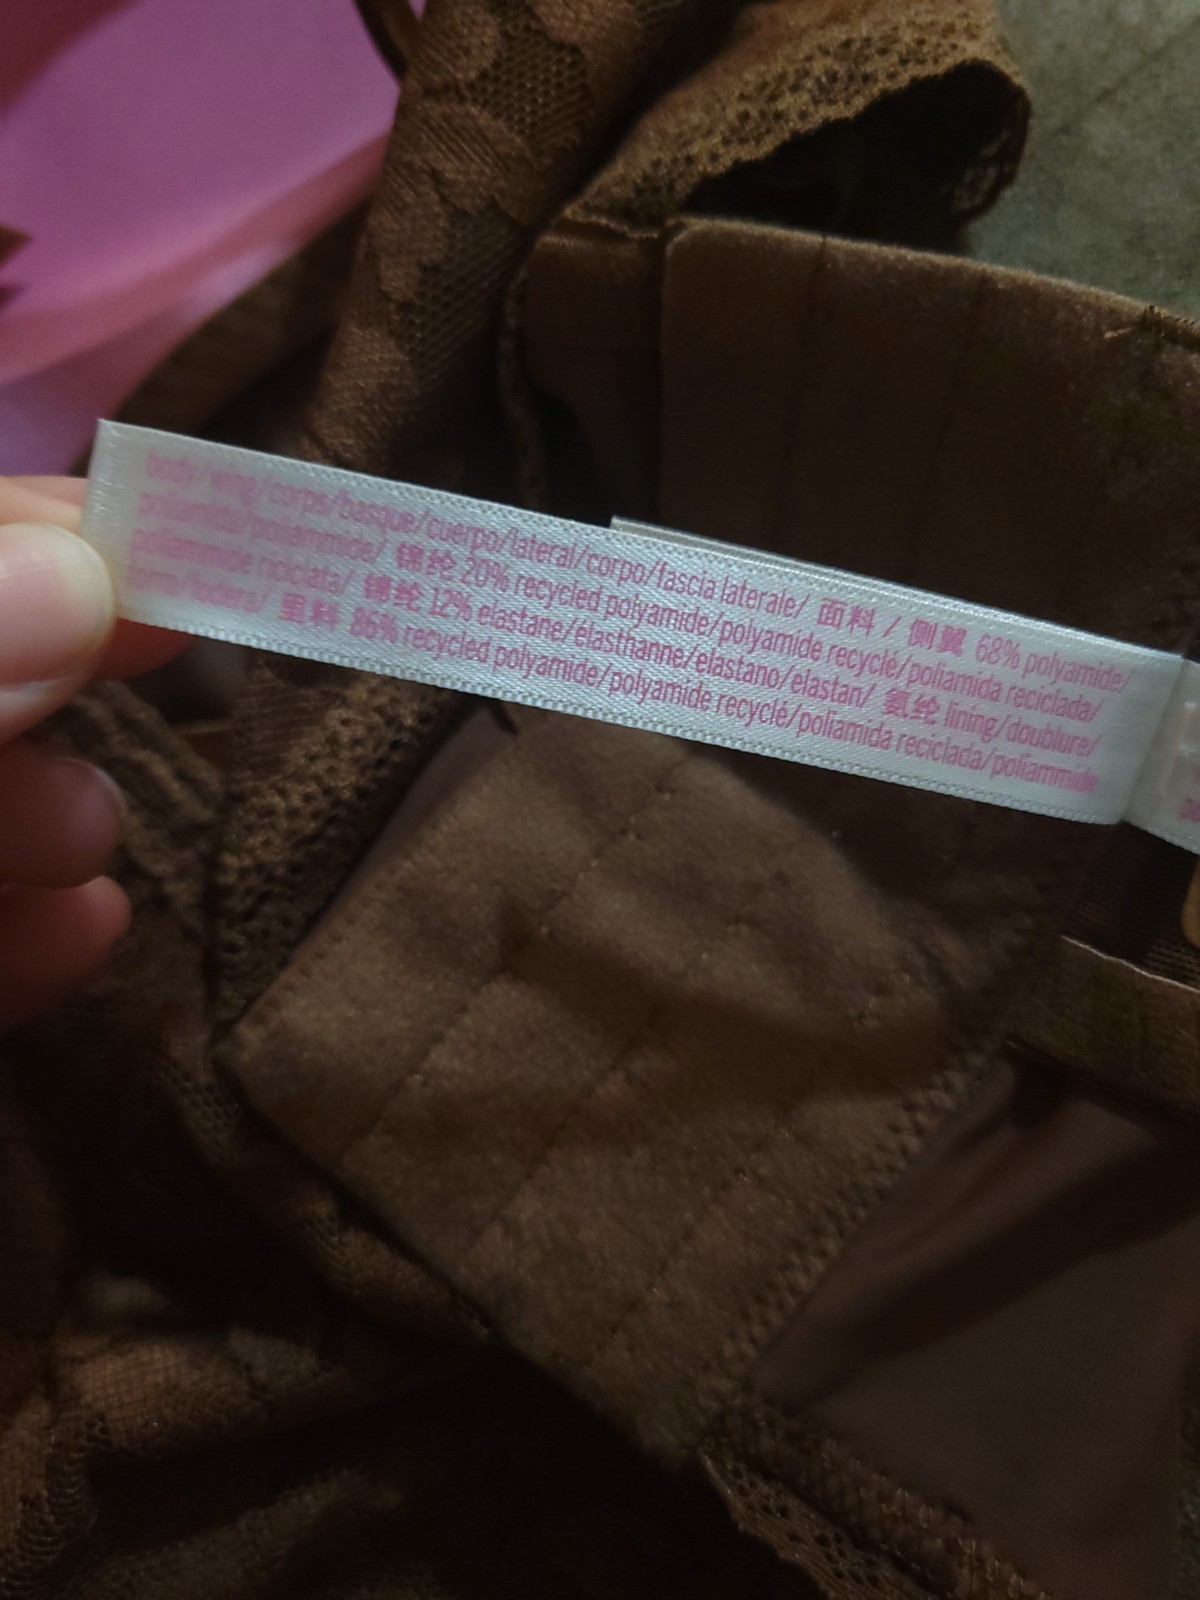 body/wing/corps/basque/cuerpo/lateral/corpo/fascia laterale/ 面料 / 侧翼 68% polyamide/
poliamida/poliammide/ 锦纶 20% recycled polyamide/polyamide recyclé/poliamida reciclada/
poliammide riciclata/ 锦纶 12% elastane/élasthanne/elastano/elastan/ 氨纶 lining/doublure/
forro/fodera/ 里料 86% recycled polyamide/polyamide recyclé/poliamida reciclada/poliammide